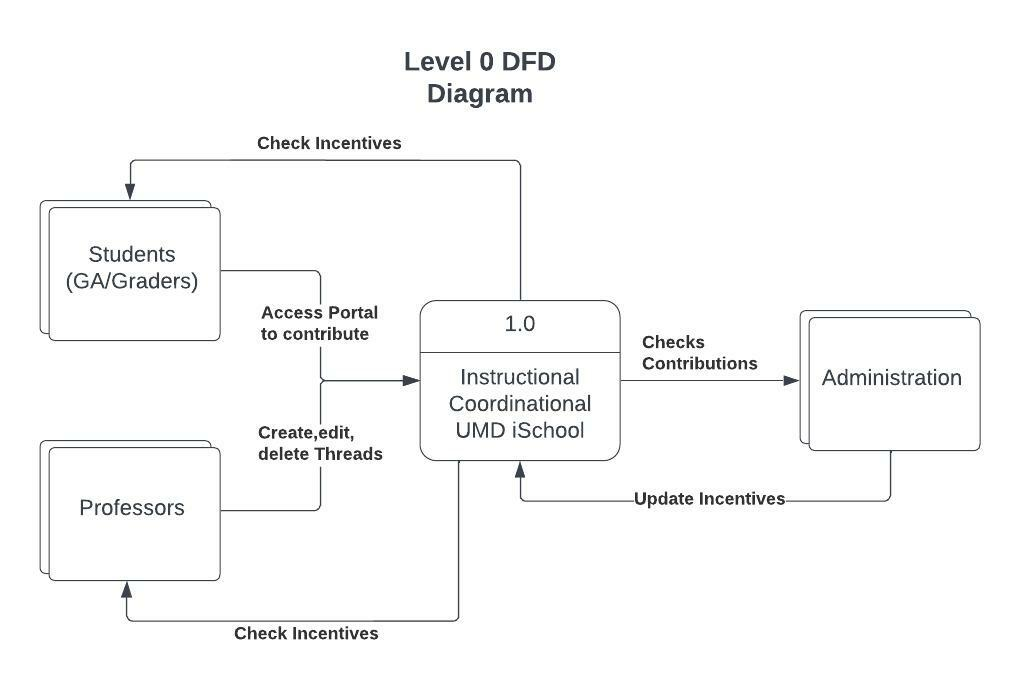 Level 0 DFD
Diagram
Check Incentives
Students
(GA/Graders)
Access Portal
to contribute
1.0
Instructional
Coordinational
UMD iSchool
Checks
Contributions
Administration
Create,edit,
delete Threads
Professors
Update Incentives
Check Incentives